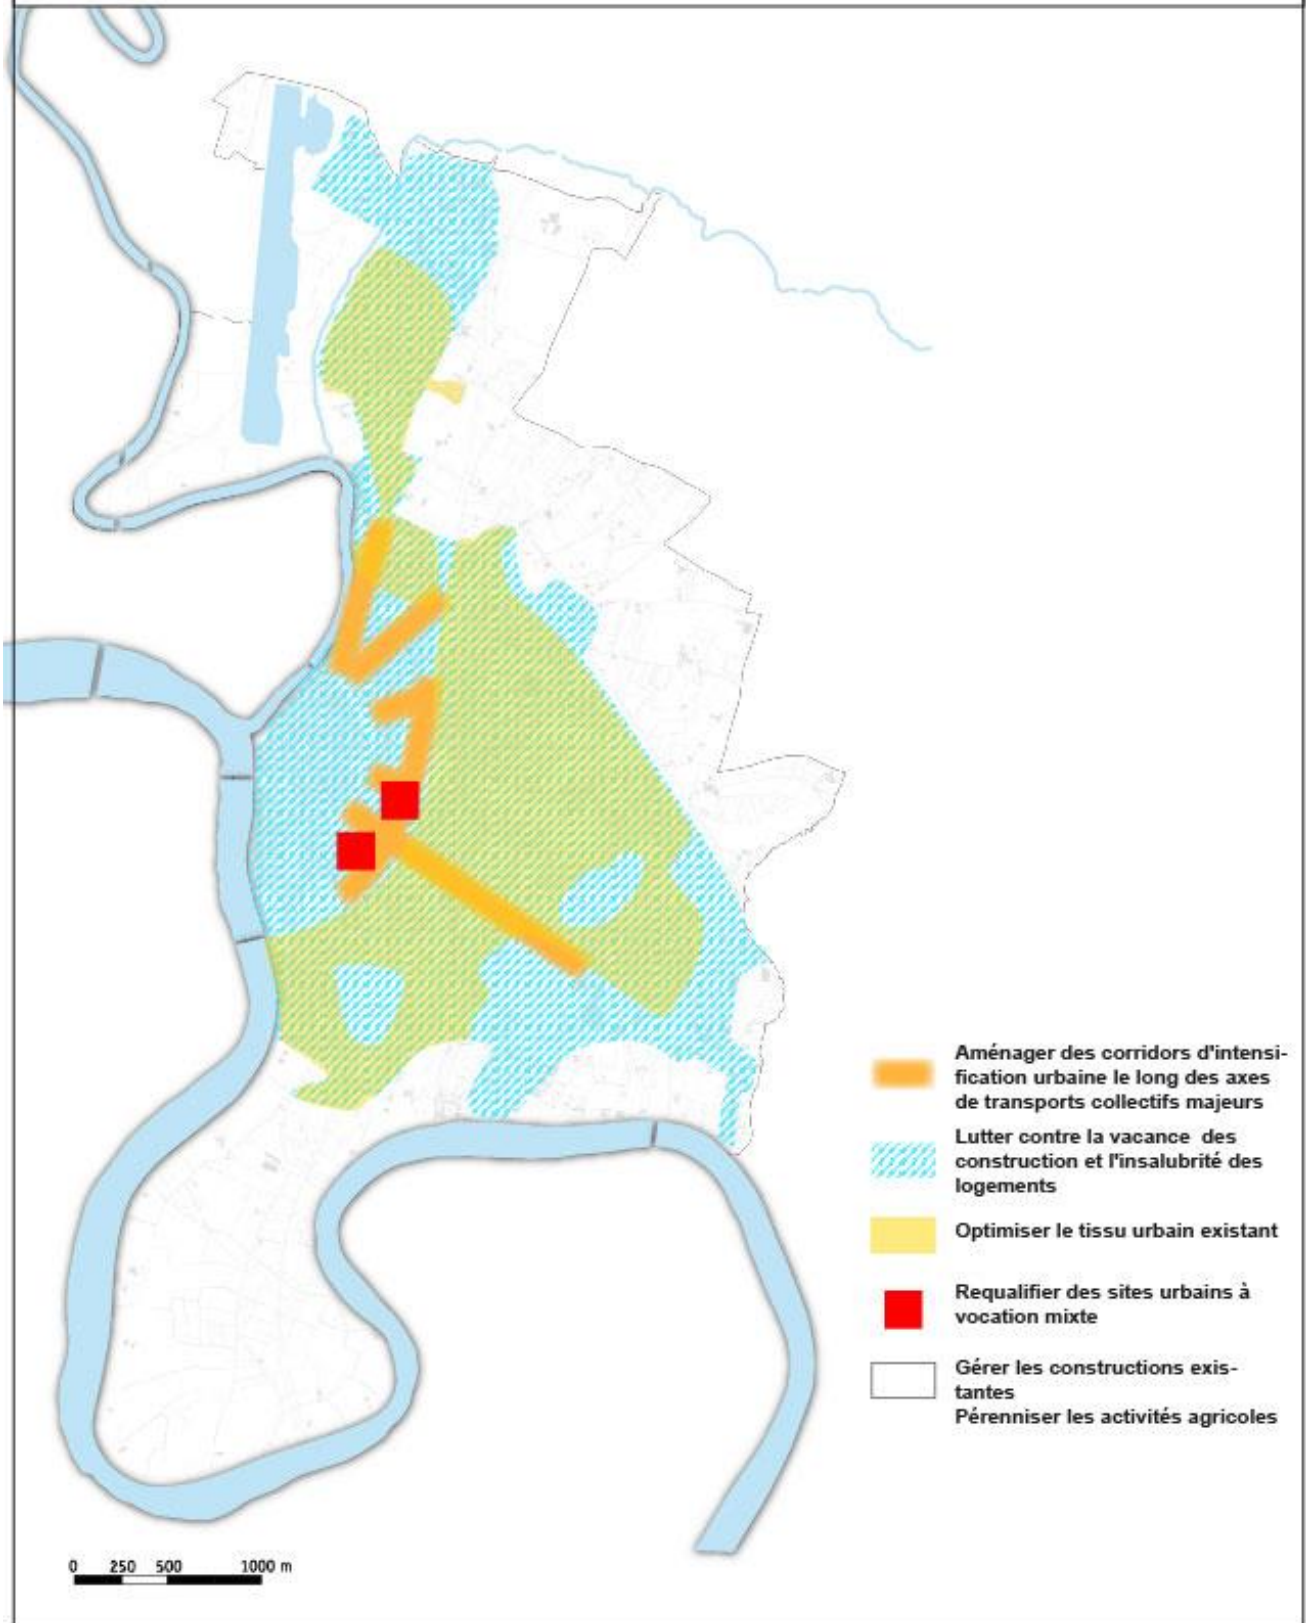 Aménager des corridors d'intensi-
fication urbaine le long des axes
de transports collectifs majeurs
Lutter contre la vacance des
construction et l'insalubrité des
logements
Optimiser le tissu urbain existant
Requalifier des sites urbains à
vocation mixte
Gérer les constructions exis-
tantes
Pérenniser les activités agricoles
0 250 500 1000 m